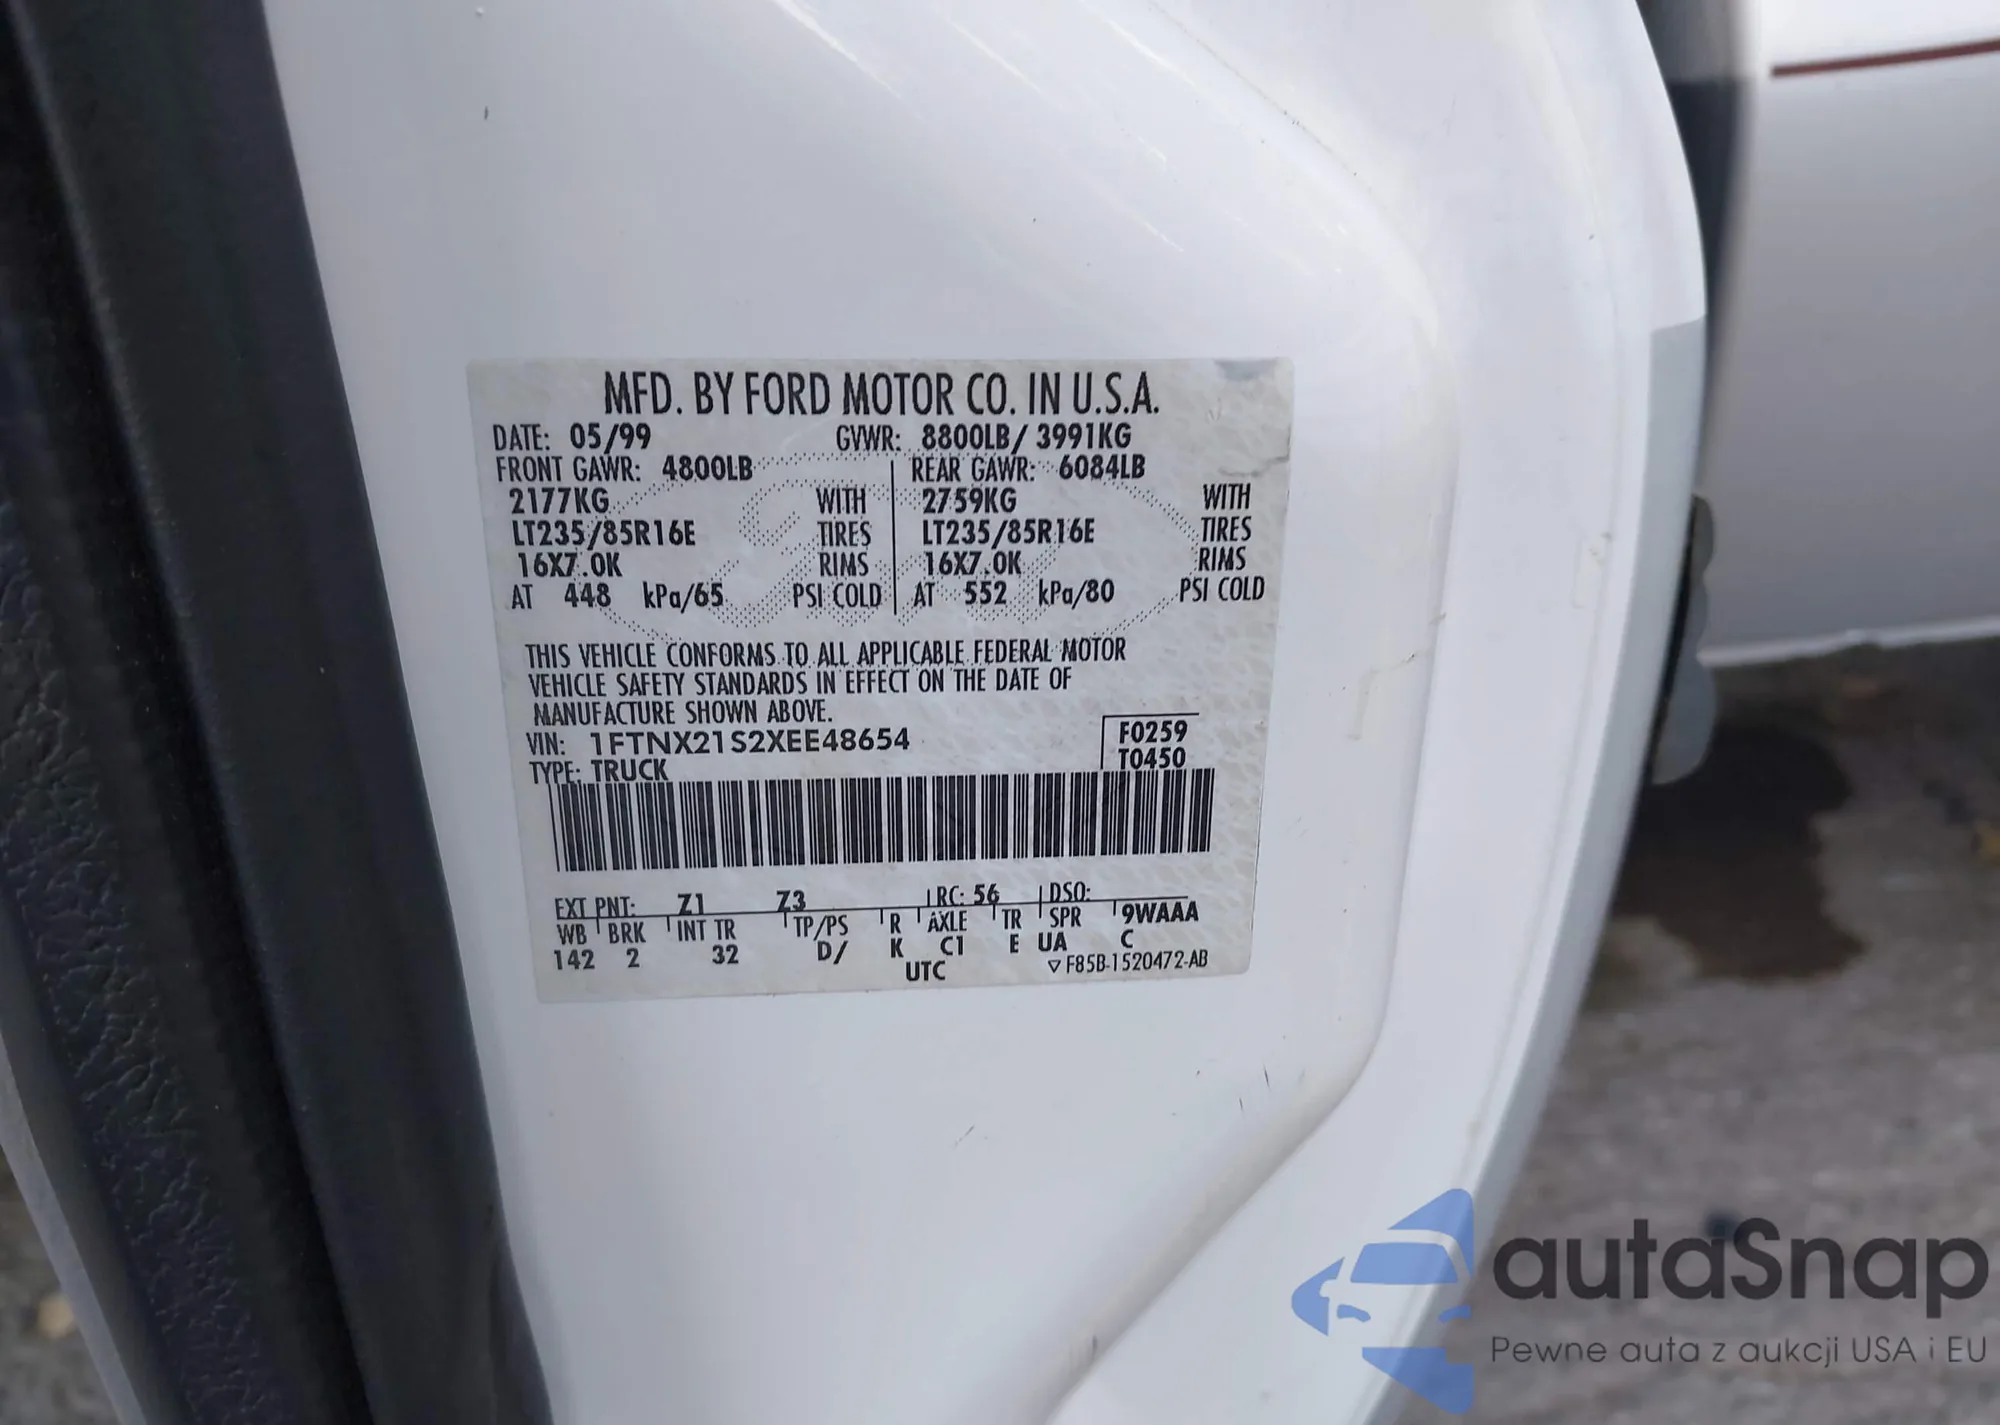 MFD. BY FORD MOTOR CO. IN U.S.A.
DATE: 05/99 GVWR: 8800LB/ 3991KG
FRONT GAWR: 4800LB REAR GAWR: 6084LB
2177KG WITH 2759KG WITH
LT235/85R16E TIRES LT235/85R16E TIRES
16X7.0K RIMS 16X7.0K RIMS
AT 448 kPa/65 PSI COLD AT 552 kPa/80 PSI COLD
THIS VEHICLE CONFORMS TO ALL APPLICABLE FEDERAL MOTOR
VEHICLE SAFETY STANDARDS IN EFFECT ON THE DATE OF
MANUFACTURE SHOWN ABOVE.
VIN: 1FTNX21S2XEE48654 F0259
TYPE: TRUCK T0450
EXT PNT: Z1 Z3 RC: 56 DSO:
WB BRK INT TR TP/PS R AXLE TR SPR 9WAAA
142 2 32 D/ K C1 E UA C
UTC ▽ F85B-1520472-AB
autaSnap
Pewne auta z aukcji USA i EU